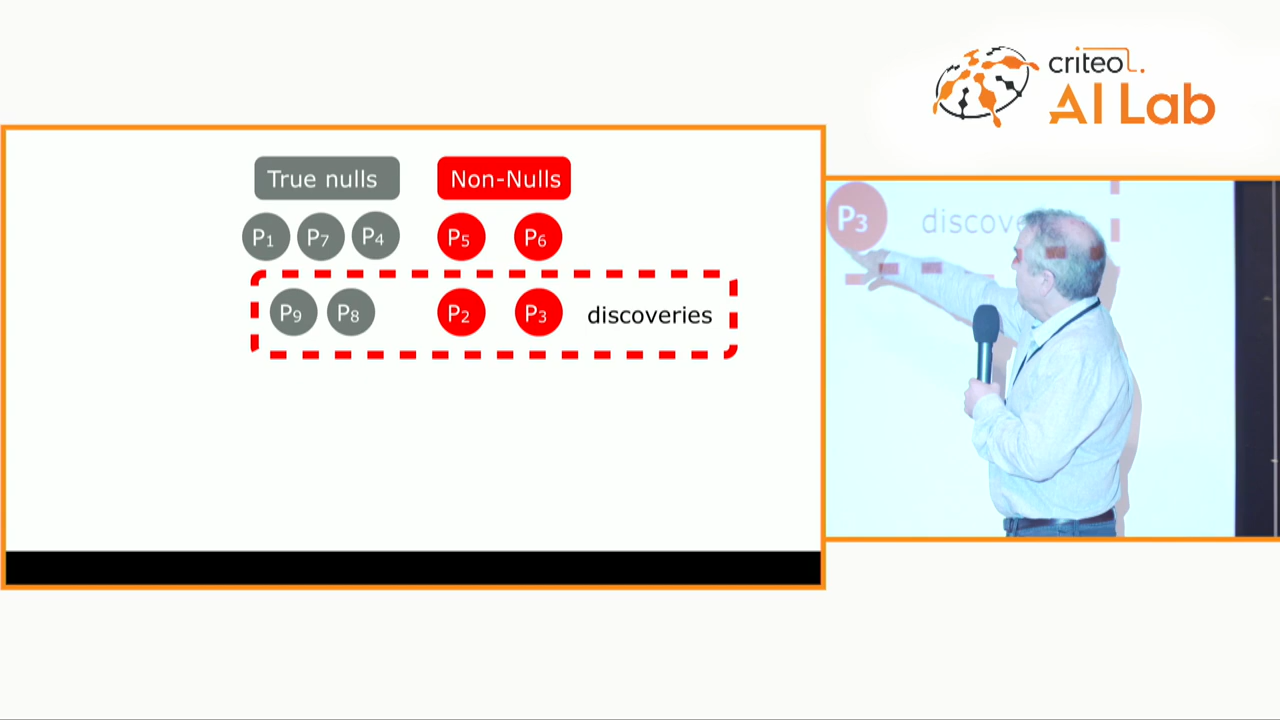 criteo
AI Lab
True nulls
Non-Nulls
P1 P7 P4 P5 P6
P9 P8 P2 P3 discoveries
P3 discove